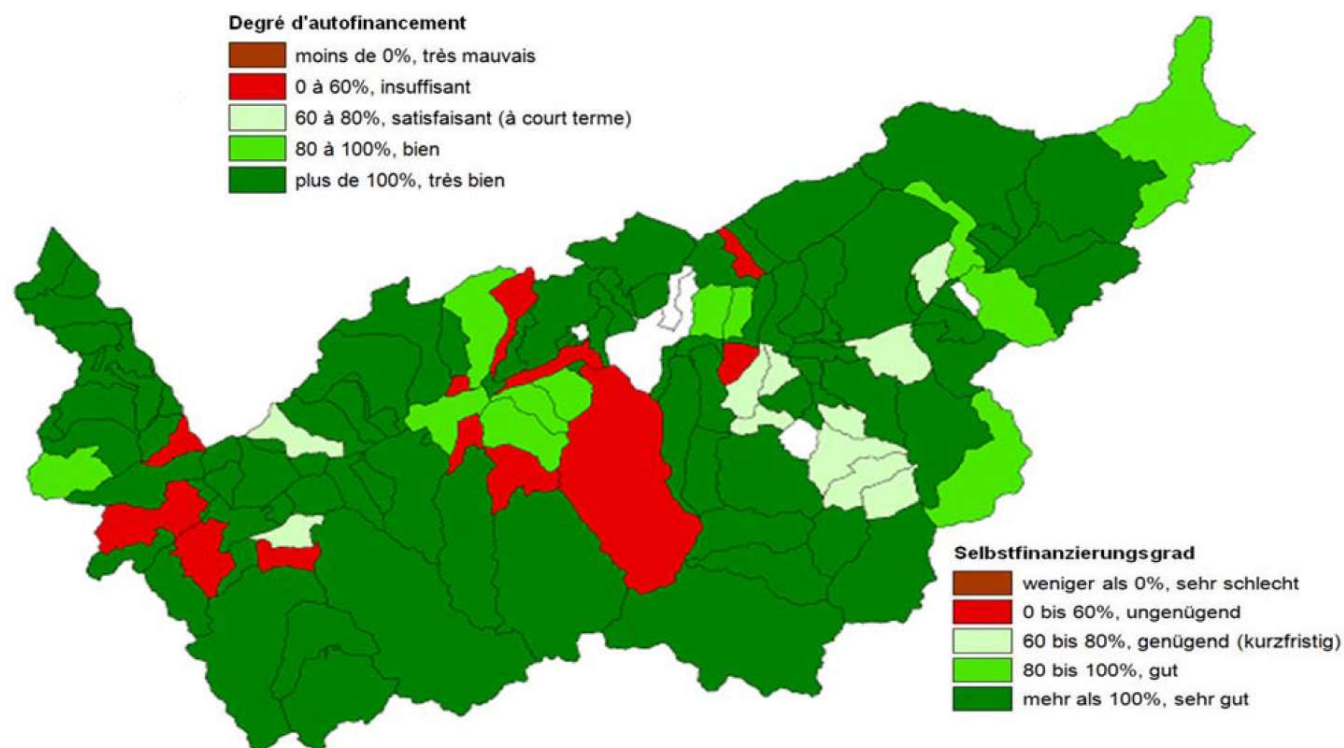 Degré d'autofinancement
moins de 0%, très mauvais
0 à 60%, insuffisant
60 à 80%, satisfaisant (à court terme)
80 à 100%, bien
plus de 100%, très bien
Selbstfinanzierungsgrad
weniger als 0%, sehr schlecht
0 bis 60%, ungenügend
60 bis 80%, genügend (kurzfristig)
80 bis 100%, gut
mehr als 100%, sehr gut